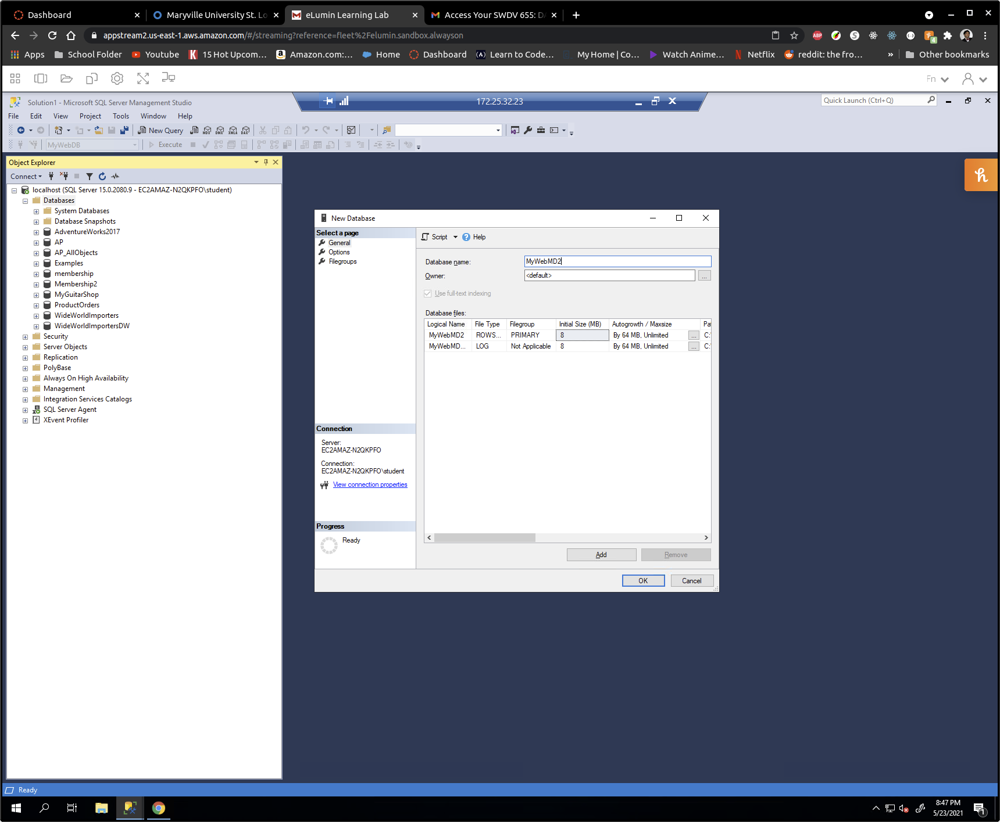 Dashboard
Maryville University St. Lo
eLumin Learning Lab
Access Your SWDV 655: DA
appstream2.us-east-1.aws.amazon.com/#/streaming?reference=fleet%2Felumin.sandbox.alwayson
ABP
4
Apps
School Folder
Youtube
15 Hot Upcom...
Amazon.com:...
Home
Dashboard
Learn to Code...
My Home | Co...
Watch Anime...
Netflix
reddit: the fro...
»
Other bookmarks
Fn
Solution1 - Microsoft SQL Server Management Studio
172.25.32.23
Quick Launch (Ctrl+Q)
File Edit View Project Tools Window Help
New Query
MDX DMX XMLA DAX
MyWebDB
Execute
Object Explorer
Connect
localhost (SQL Server 15.0.2080.9 - EC2AMAZ-N2QKPFO\student)
Databases
System Databases
Database Snapshots
AdventureWorks2017
AP
AP_AllObjects
Examples
membership
Membership2
MyGuitarShop
ProductOrders
WideWorldImporters
WideWorldImportersDW
Security
Server Objects
Replication
PolyBase
Always On High Availability
Management
Integration Services Catalogs
SQL Server Agent
XEvent Profiler
New Database
Select a page
General
Options
Filegroups
Script
Help
Database name:
MyWebMD2
Owner:
<default>
...
Use full-text indexing
Database files:
Logical Name File Type Filegroup Initial Size (MB) Autogrowth / Maxsize Pa
MyWebMD2 ROWS... PRIMARY 8 By 64 MB, Unlimited ... C:\
MyWebMD... LOG Not Applicable 8 By 64 MB, Unlimited ... C:\
Connection
Server:
EC2AMAZ-N2QKPFO
Connection:
EC2AMAZ-N2QKPFO\student
View connection properties
Progress
Ready
Add
Remove
OK
Cancel
Ready
8:47 PM
5/23/2021
1